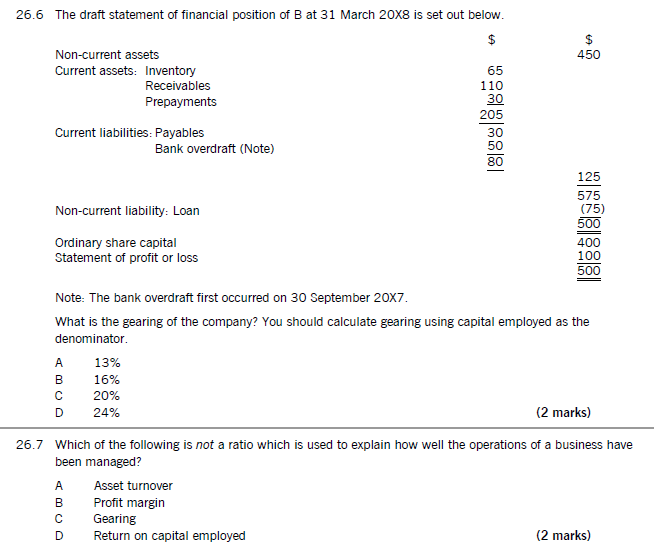 26.6 The draft statement of financial position of B at 31 March 20X8 is set out below.
$ $
Non-current assets 450
Current assets: Inventory 65
Receivables 110
Prepayments 30
205
Current liabilities: Payables 30
Bank overdraft (Note) 50
80
125
575
Non-current liability: Loan (75)
500
Ordinary share capital 400
Statement of profit or loss 100
500
Note: The bank overdraft first occurred on 30 September 20X7.
What is the gearing of the company? You should calculate gearing using capital employed as the
denominator.
A 13%
B 16%
C 20%
D 24% (2 marks)
26.7 Which of the following is not a ratio which is used to explain how well the operations of a business have
been managed?
A Asset turnover
B Profit margin
C Gearing
D Return on capital employed (2 marks)